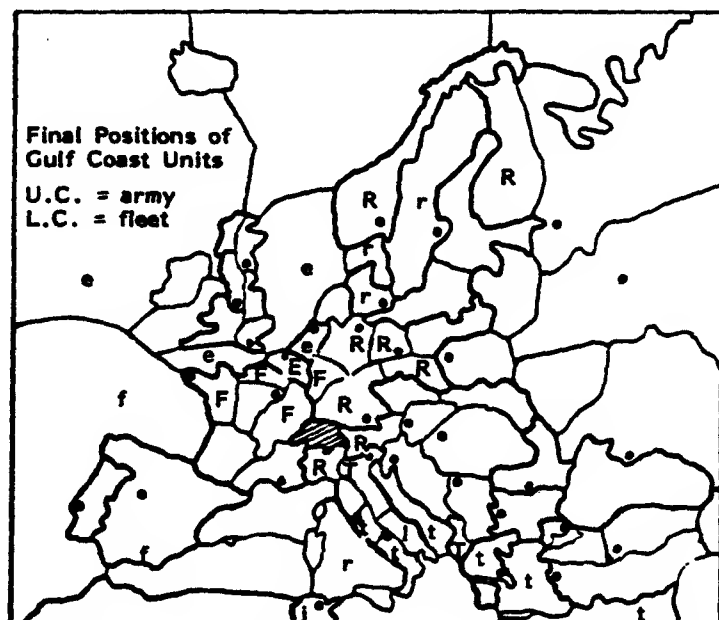 Final Positions of
Gulf Coast Units
U.C. = army
L.C. = fleet
R
R r
r
e
e e
r
e R R
e
F E F R
f F R
F
R
R T
t i t
f t T t
r
t
i t